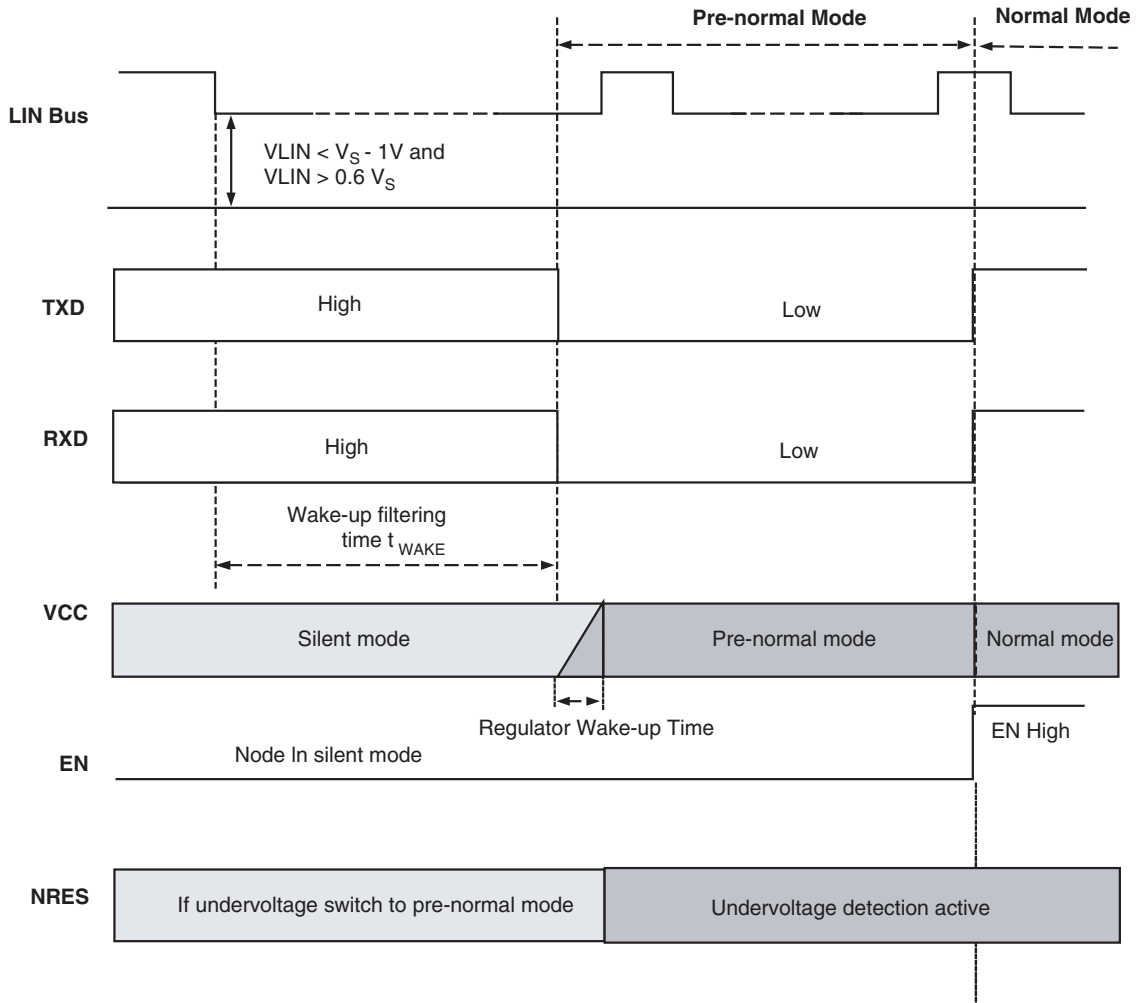 Pre-normal Mode
Normal Mode
LIN Bus
VLIN < VS - 1V and
VLIN > 0.6 VS
TXD
High
Low
RXD
High
Low
Wake-up filtering
time t WAKE
VCC
Silent mode
Pre-normal mode
Normal mode
Regulator Wake-up Time
EN High
Node In silent mode
EN
NRES
If undervoltage switch to pre-normal mode
Undervoltage detection active